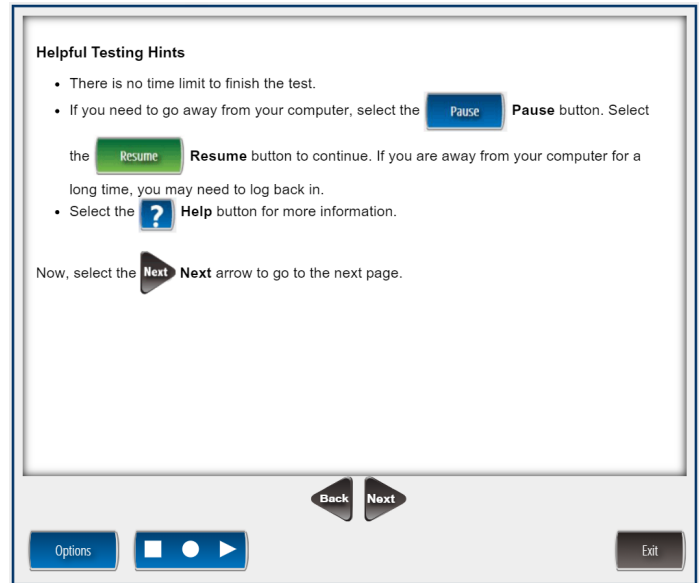 Helpful Testing Hints
• There is no time limit to finish the test.
• If you need to go away from your computer, select the Pause Pause button. Select
the Resume Resume button to continue. If you are away from your computer for a
long time, you may need to log back in.
• Select the ? Help button for more information.
Now, select the Next Next arrow to go to the next page.
Back Next
Options Exit